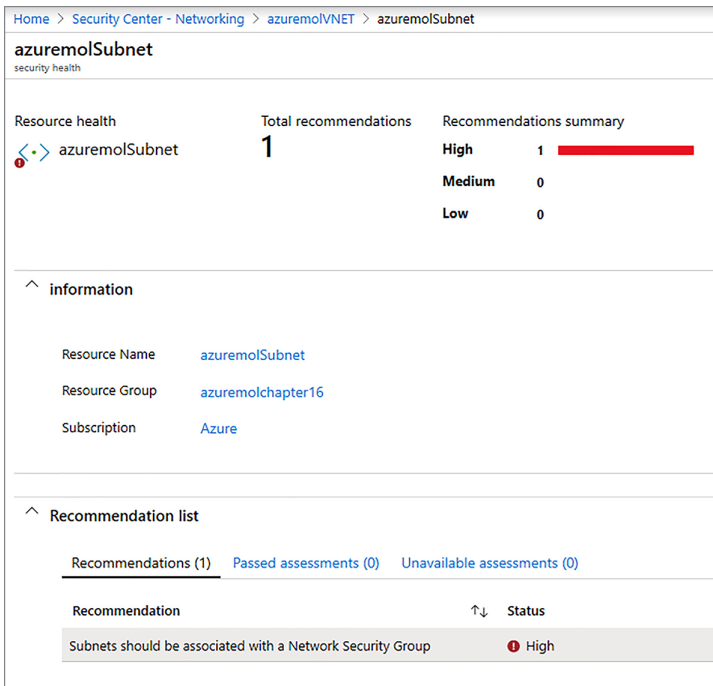 Home > Security Center - Networking > azuremolVNET > azuremolSubnet
azuremolSubnet
security health
Resource health
azuremolSubnet
Total recommendations
1
Recommendations summary
High 1
Medium 0
Low 0
information
Resource Name azuremolSubnet
Resource Group azuremolchapter16
Subscription Azure
Recommendation list
Recommendations (1) Passed assessments (0) Unavailable assessments (0)
Recommendation ↑↓ Status
Subnets should be associated with a Network Security Group High